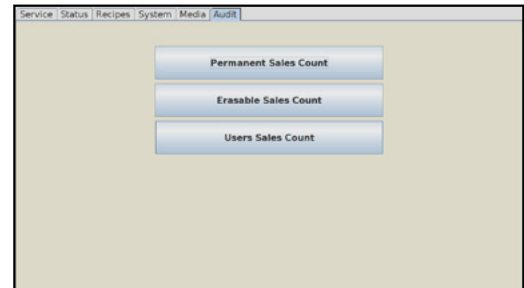 Service Status Recipes System Media Audit
Permanent Sales Count
Erasable Sales Count
Users Sales Count